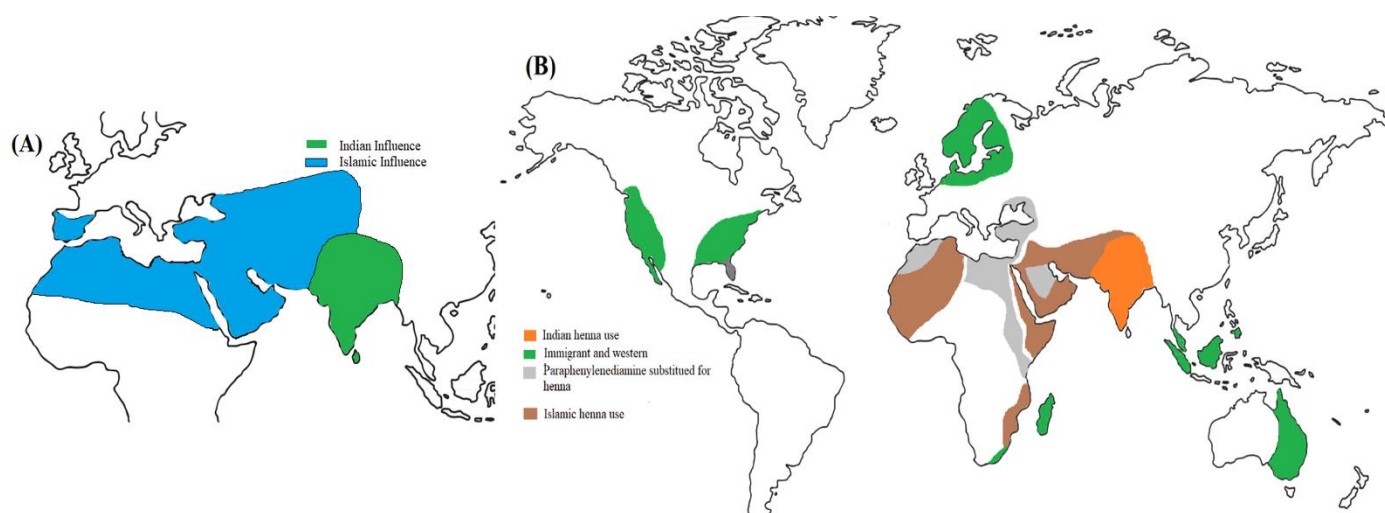 (A)
Indian Influence
Islamic Influence
(B)
Indian henna use
Immigrant and western
Paraphenylenediamine substitued for
henna
Islamic henna use